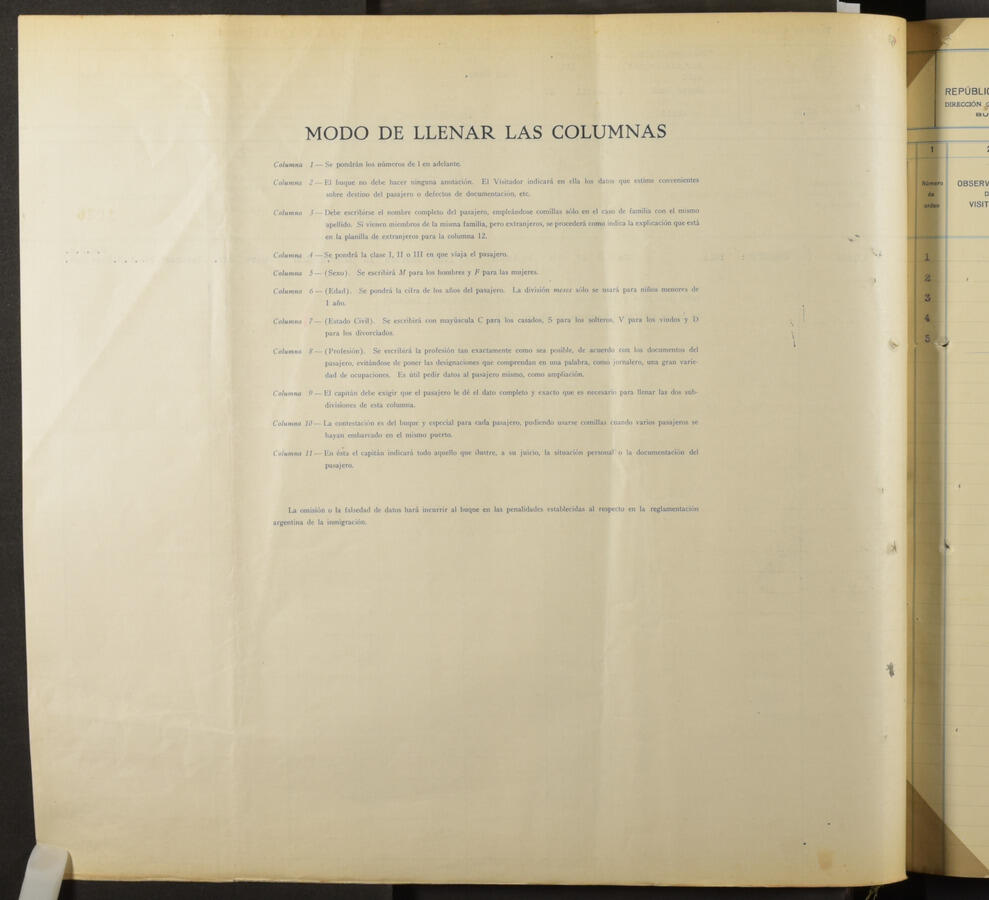 MODO DE LLENAR LAS COLUMNAS
Columna 1 — Se pondrán los números de 1 en adelante.
Columna 2 — El buque no debe hacer ninguna anotación. El Visitador indicará en ella los datos que estime convenientes
sobre destino del pasajero o defectos de documentación, etc.
Columna 3 — Debe escribirse el nombre completo del pasajero, empleándose comillas sólo en el caso de familia con el mismo
apellido. Si vienen miembros de la misma familia, pero extranjeros, se procederá como indica la explicación que está
en la planilla de extranjeros para la columna 12.
Columna 4 — Se pondrá la clase I, II o III en que viaja el pasajero.
Columna 5 — (Sexo). Se escribirá M para los hombres y F para las mujeres.
Columna 6 — (Edad). Se pondrá la cifra de los años del pasajero. La división meses sólo se usará para niños menores de
1 año.
Columna 7 — (Estado Civil). Se escribirá con mayúscula C para los casados, S para los solteros, V para los viudos y D
para los divorciados.
Columna 8 — (Profesión). Se escribirá la profesión tan exactamente como sea posible, de acuerdo con los documentos del
pasajero, evitándose de poner las designaciones que comprendan en una palabra, como jornalero, una gran varie-
dad de ocupaciones. Es útil pedir datos al pasajero mismo, como ampliación.
Columna 9 — El capitán debe exigir que el pasajero le dé el dato completo y exacto que es necesario para llenar las dos sub-
divisiones de esta columna.
Columna 10 — La contestación es del buque y especial para cada pasajero, pudiendo usarse comillas cuando varios pasajeros se
hayan embarcado en el mismo puerto.
Columna 11 — En ésta el capitán indicará todo aquello que ilustre, a su juicio, la situación personal o la documentación del
pasajero.
La omisión o la falsedad de datos hará incurrir al buque en las penalidades establecidas al respecto en la reglamentación
argentina de la inmigración.
REPÚBLIC
DIRECCIÓN
BU
1
2
Número
de
orden
OBSERV
D
VISIT
1
2
3
4
5